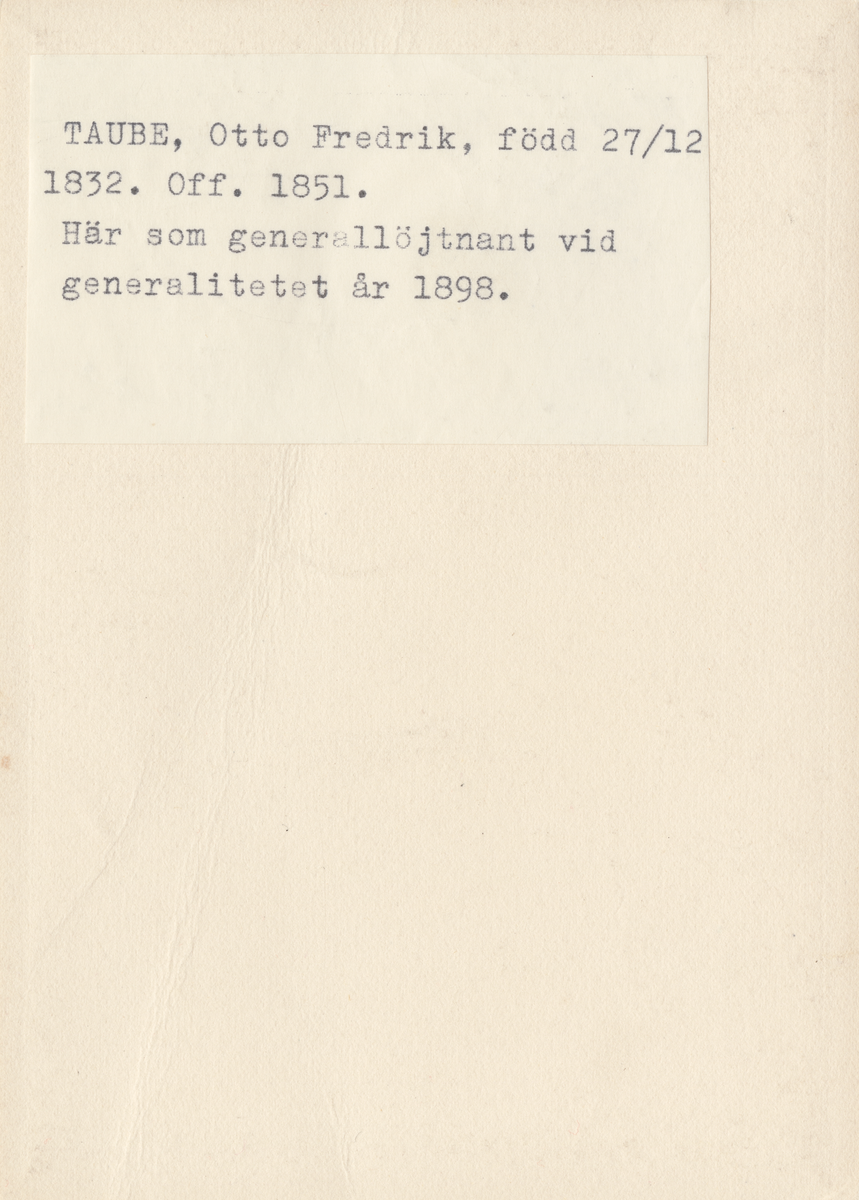 TAUBE, Otto Fredrik, född 27/12
1832. Off. 1851.
Här som generallöjtnant vid
generalitetet år 1898.